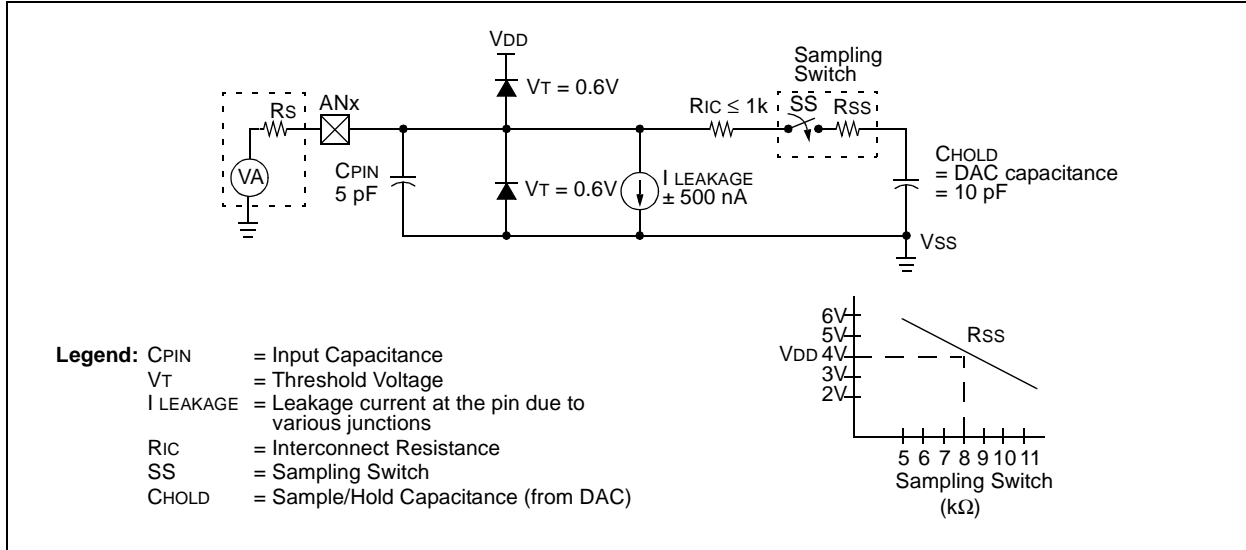 VDD
Sampling
Switch
VT = 0.6V
RS
ANx
RIC ≤ 1k
SS
RSS
VA
CPIN
5 pF
VT = 0.6V
I LEAKAGE
± 500 nA
CHOLD
= DAC capacitance
= 10 pF
VSS
Legend: CPIN = Input Capacitance
VT = Threshold Voltage
I LEAKAGE = Leakage current at the pin due to
various junctions
RIC = Interconnect Resistance
SS = Sampling Switch
CHOLD = Sample/Hold Capacitance (from DAC)
6V
5V
VDD 4V
3V
2V
RSS
5 6 7 8 9 10 11
Sampling Switch
(kΩ)